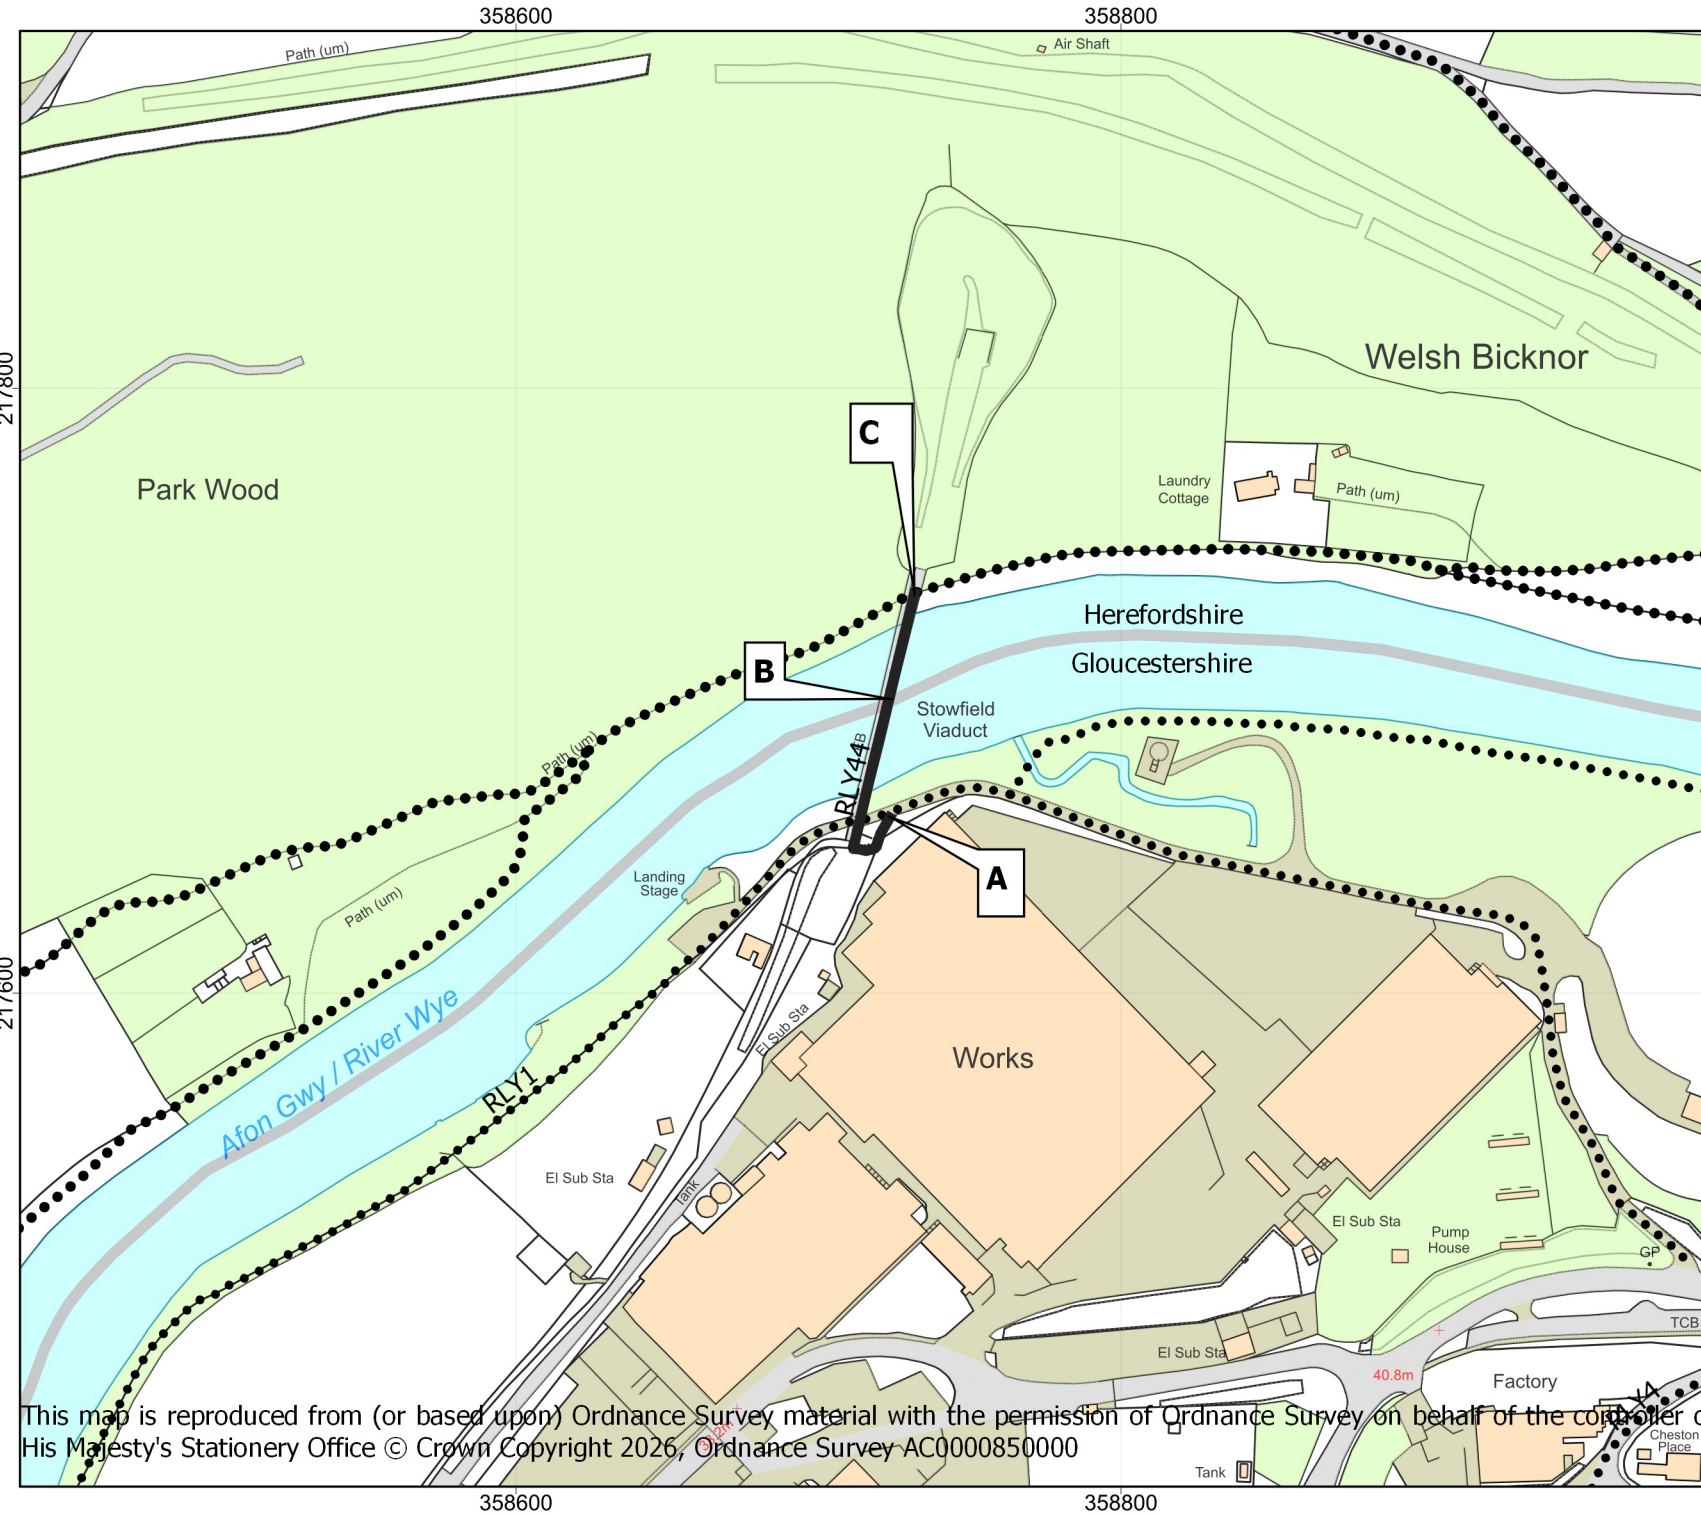 358600
358800
Path (um)
Air Shaft
217800
Welsh Bicknor
C
Park Wood
Laundry
Cottage
Path (um)
Herefordshire
Gloucestershire
B
Stowfield
Viaduct
RLY44
B
Path (um)
A
Landing
Stage
Path (um)
217600
Afon Gwy / River Wye
El Sub Sta
Works
RLY1
El Sub Sta
Tank
El Sub Sta
Pump
House
GP
TCB
El Sub Sta
40.8m
Factory
This map is reproduced from (or based upon) Ordnance Survey material with the permission of Ordnance Survey on behalf of the controller o
His Majesty's Stationery Office © Crown Copyright 2026, Ordnance Survey AC0000850000
Cheston
Place
Tank
358600
358800